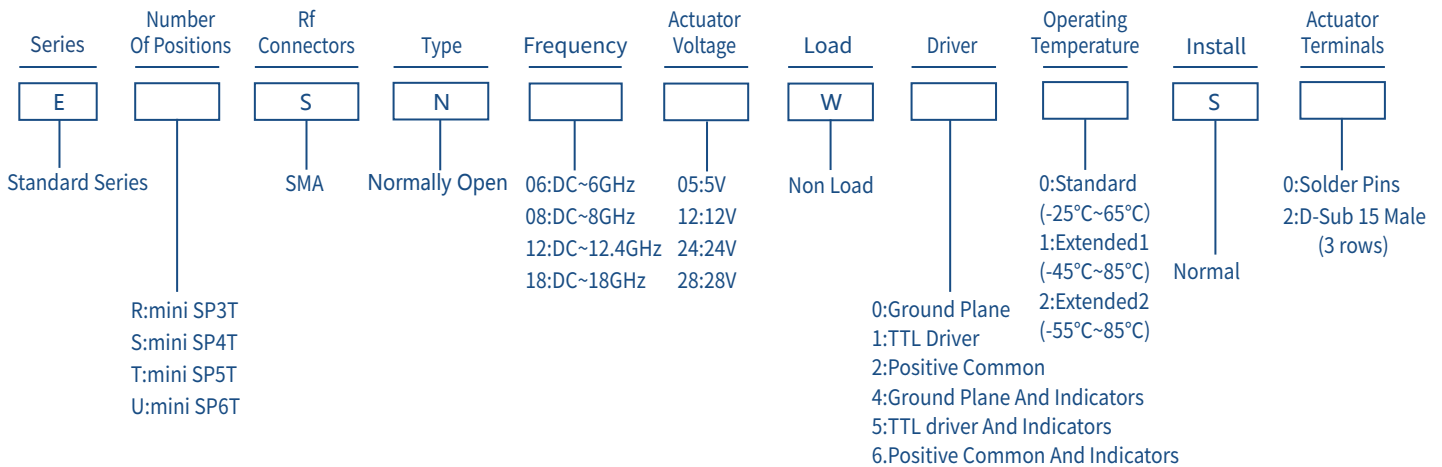 Series
Number
Of Positions
Rf
Connectors
Type
Frequency
Actuator
Voltage
Load
Driver
Operating
Temperature
Install
Actuator
Terminals
E
S
N
W
S
Standard Series
SMA
Normally Open
06:DC~6GHz
08:DC~8GHz
12:DC~12.4GHz
18:DC~18GHz
05:5V
12:12V
24:24V
28:28V
Non Load
0:Standard
(-25°C~65°C)
1:Extended1
(-45°C~85°C)
2:Extended2
(-55°C~85°C)
Normal
0:Solder Pins
2:D-Sub 15 Male
(3 rows)
R:mini SP3T
S:mini SP4T
T:mini SP5T
U:mini SP6T
0:Ground Plane
1:TTL Driver
2:Positive Common
4:Ground Plane And Indicators
5:TTL driver And Indicators
6.Positive Common And Indicators